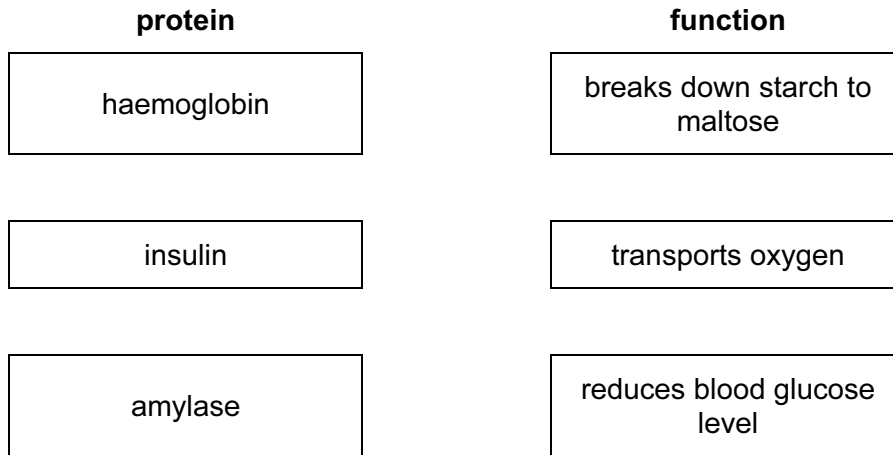 protein
function
haemoglobin
breaks down starch to
maltose
insulin
transports oxygen
amylase
reduces blood glucose
level